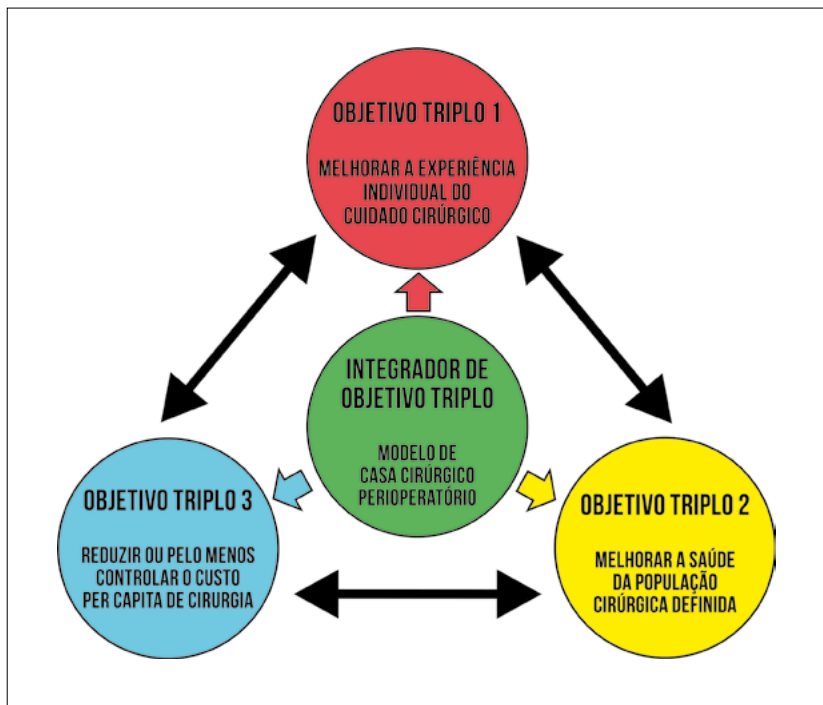 OBJETIVO TRIPLO 1
MELHORAR A EXPERIÊNCIA
INDIVIDUAL DO
CUIDADO CIRÚRGICO
INTEGRADOR DE
OBJETIVO TRIPLO
MODELO DE
CASA CIRÚRGICO
PERIOPERATÓRIO
OBJETIVO TRIPLO 3
REDUZIR OU PELO MENOS
CONTROLAR O CUSTO
PER CAPITA DE CIRURGIA
OBJETIVO TRIPLO 2
MELHORAR A SAÚDE
DA POPULAÇÃO
CIRÚRGICA DEFINIDA